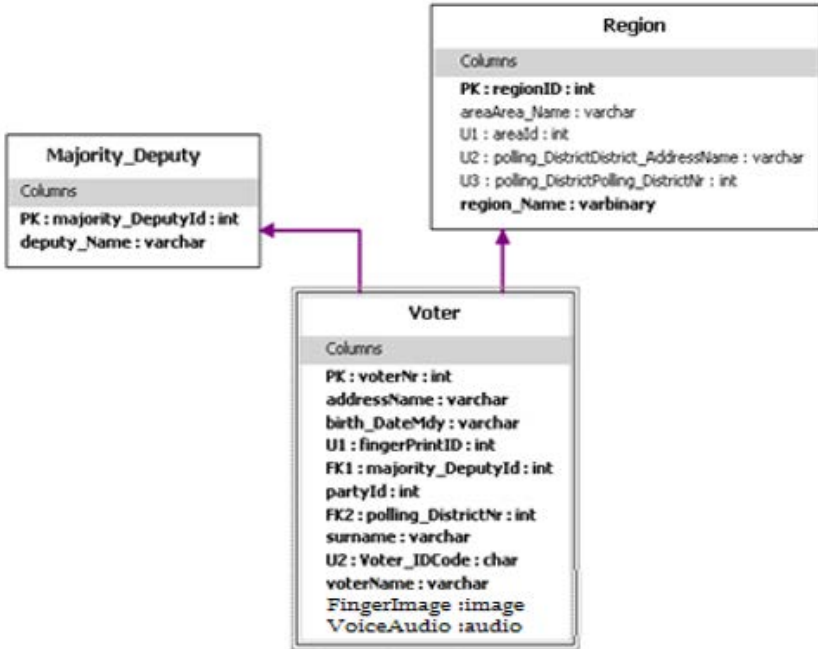 Region
Columns
PK : regionID : int
areaArea_Name : varchar
U1 : areaId : int
U2 : polling_DistrictDistrict_AddressName : varchar
U3 : polling_DistrictPolling_DistrictNr : int
region_Name : varbinary
Majority_Deputy
Columns
PK : majority_DeputyId : int
deputy_Name : varchar
Voter
Columns
PK : voterNr : int
addressName : varchar
birth_DateMdy : varchar
U1 : fingerPrintID : int
FK1 : majority_DeputyId : int
partyId : int
FK2 : polling_DistrictNr : int
surname : varchar
U2 : Voter_IDCode : char
voterName : varchar
FingerImage :image
VoiceAudio :audio